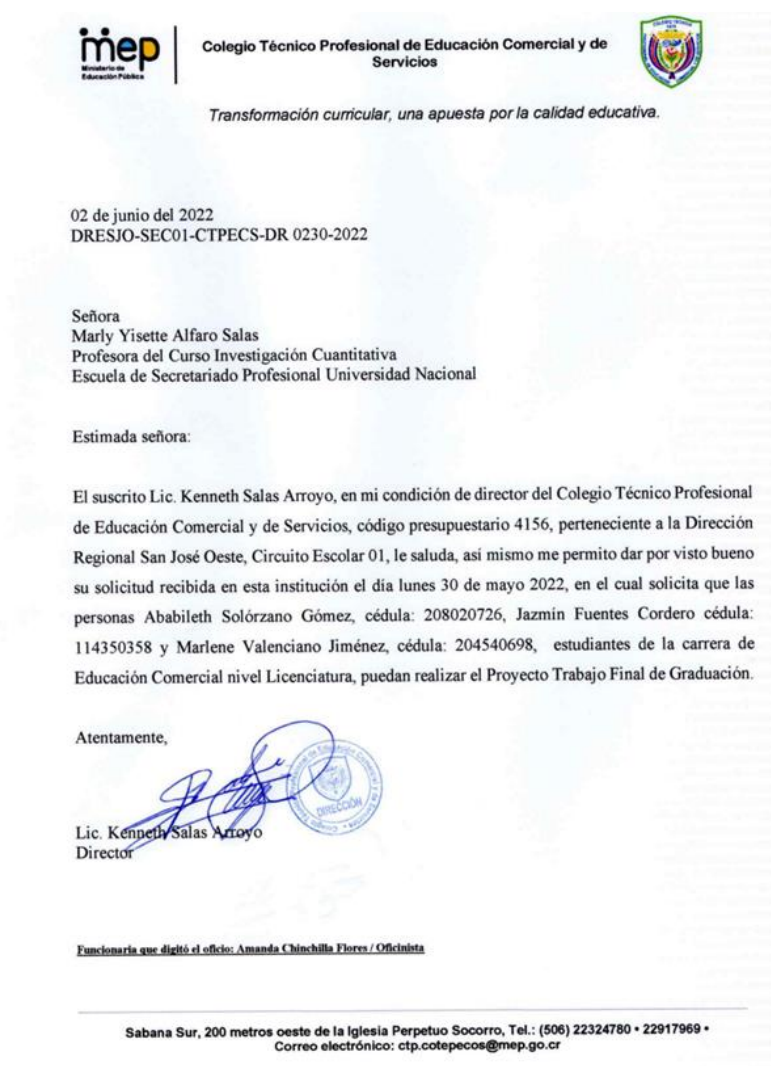 mep
Ministerio de
Educación Pública
Colegio Técnico Profesional de Educación Comercial y de
Servicios
Transformación curricular, una apuesta por la calidad educativa.
02 de junio del 2022
DRESJO-SEC01-CTPECS-DR 0230-2022
Señora
Marly Yisette Alfaro Salas
Profesora del Curso Investigación Cuantitativa
Escuela de Secretariado Profesional Universidad Nacional
Estimada señora:
El suscrito Lic. Kenneth Salas Arroyo, en mi condición de director del Colegio Técnico Profesional
de Educación Comercial y de Servicios, código presupuestario 4156, perteneciente a la Dirección
Regional San José Oeste, Circuito Escolar 01, le saluda, así mismo me permito dar por visto bueno
su solicitud recibida en esta institución el día lunes 30 de mayo 2022, en el cual solicita que las
personas Ababileth Solórzano Gómez, cédula: 208020726, Jazmín Fuentes Cordero cédula:
114350358 y Marlene Valenciano Jiménez, cédula: 204540698, estudiantes de la carrera de
Educación Comercial nivel Licenciatura, puedan realizar el Proyecto Trabajo Final de Graduación.
Atentamente,
DIRECCIÓN
Lic. Kenneth Salas Arroyo
Director
Funcionaria que digitó el oficio: Amanda Chinchilla Flores / Oficinista
Sabana Sur, 200 metros oeste de la Iglesia Perpetuo Socorro, Tel.: (506) 22324780 • 22917969 •
Correo electrónico: ctp.cotepecos@mep.go.cr